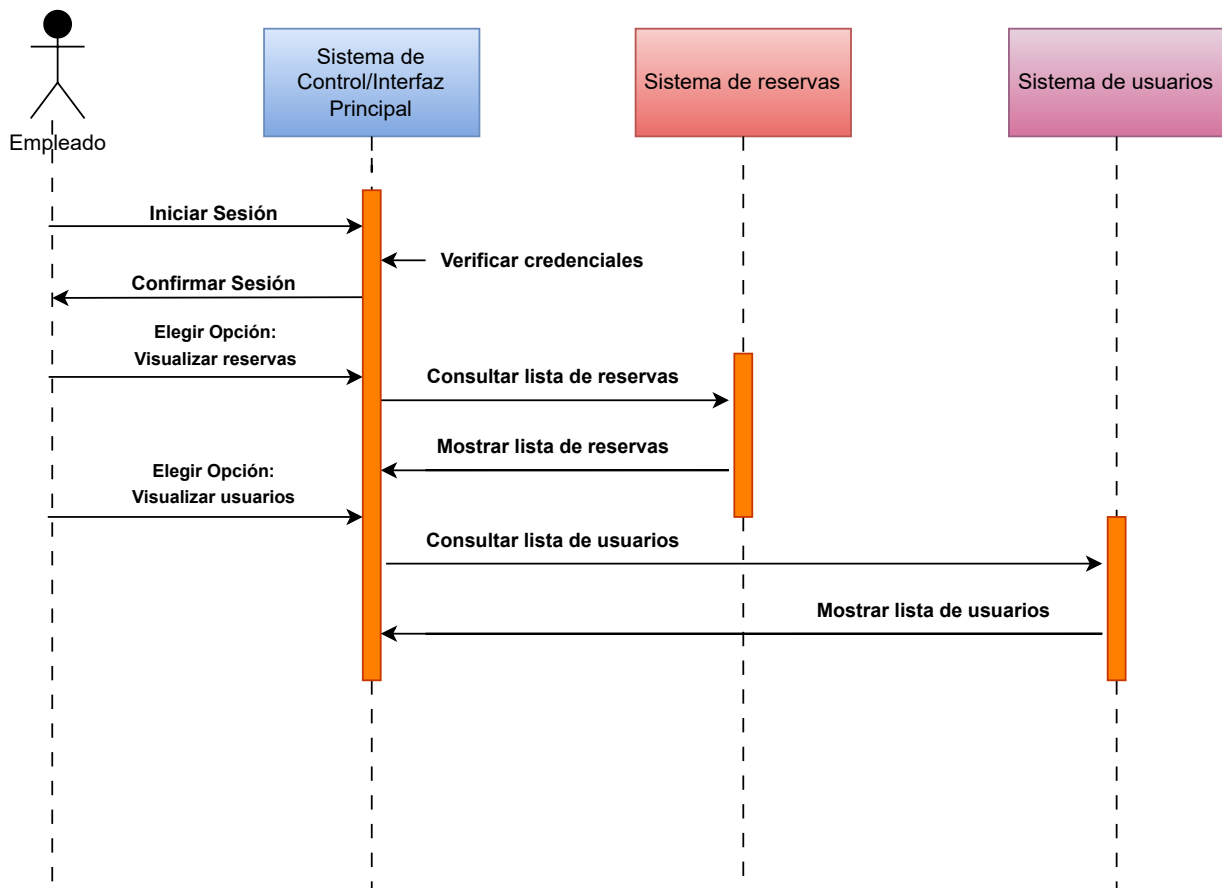 Empleado
Sistema de
Control/Interfaz
Principal
Sistema de reservas
Sistema de usuarios
Iniciar Sesión
Verificar credenciales
Confirmar Sesión
Elegir Opción:
Visualizar reservas
Consultar lista de reservas
Mostrar lista de reservas
Elegir Opción:
Visualizar usuarios
Consultar lista de usuarios
Mostrar lista de usuarios